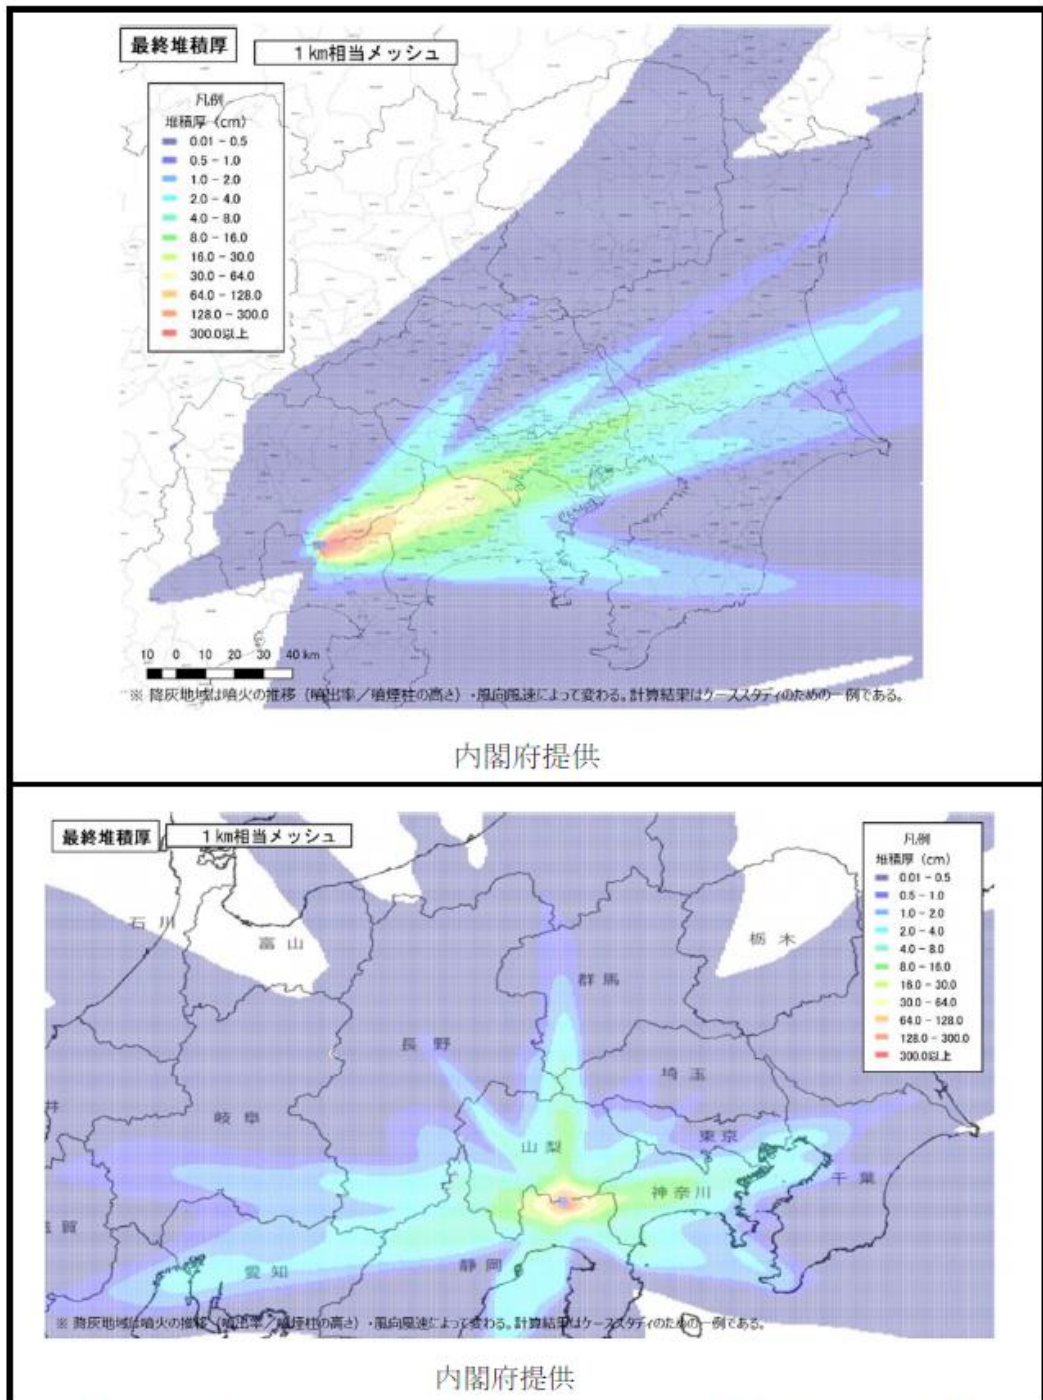 最終堆積厚
１km相当メッシュ
凡例
堆積厚（cm）
0.01 - 0.5
0.5 - 1.0
1.0 - 2.0
2.0 - 4.0
4.0 - 8.0
8.0 - 16.0
16.0 - 30.0
30.0 - 64.0
64.0 - 128.0
128.0 - 300.0
300.0以上
10 0 10 20 30 40 km
※ 降灰地域は噴火の推移（噴出率／噴煙柱の高さ）・風向風速によって変わる。計算結果はケーススタディのための一例である。
内閣府提供
最終堆積厚
１km相当メッシュ
凡例
堆積厚（cm）
0.01 - 0.5
0.5 - 1.0
1.0 - 2.0
2.0 - 4.0
4.0 - 8.0
8.0 - 16.0
16.0 - 30.0
30.0 - 64.0
64.0 - 128.0
128.0 - 300.0
300.0以上
石川
富山
栃木
群馬
長野
埼玉
井
岐阜
山梨
東京
千葉
神奈川
滋賀
静岡
愛知
※ 降灰地域は噴火の推移（噴出率／噴煙柱の高さ）・風向風速によって変わる。計算結果はケーススタディのための一例である。
内閣府提供